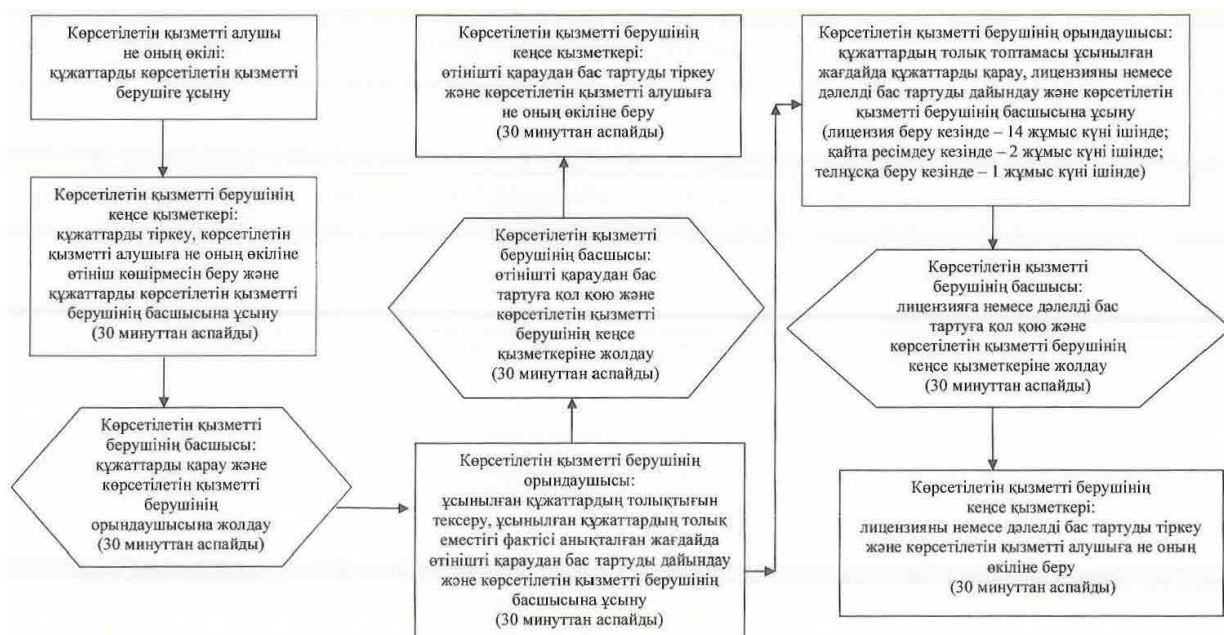 Көрсетілетін қызметті алушы
не оның өкілі:
құжаттарды көрсетілетін қызметті
берушіге ұсыну
Көрсетілетін қызметті берушінің
кеңсе қызметкері:
құжаттарды тіркеу, көрсетілетін
қызметті алушыға не оның өкіліне
өтініш көшірмесін беру және
құжаттарды көрсетілетін қызметті
берушінің басшысына ұсыну
(30 минуттан аспайды)
Көрсетілетін қызметті
берушінің басшысы:
құжаттарды қарау және
көрсетілетін қызметті
берушінің
орындаушысына жолдау
(30 минуттан аспайды)
Көрсетілетін қызметті берушінің
орындаушысы:
ұсынылған құжаттардың толықтығын
тексеру, ұсынылған құжаттардың толық
еместігі фактісі анықталған жағдайда
өтінішті қараудан бас тартуды дайындау
және көрсетілетін қызметті берушінің
басшысына ұсыну
(30 минуттан аспайды)
Көрсетілетін қызметті
берушінің басшысы:
өтінішті қараудан бас
тартуға қол қою және
көрсетілетін қызметті
берушінің кеңсе
қызметкеріне жолдау
(30 минуттан аспайды)
Көрсетілетін қызметті берушінің
кеңсе қызметкері:
өтінішті қараудан бас тартуды тіркеу
және көрсетілетін қызметті алушыға
не оның өкіліне беру
(30 минуттан аспайды)
Көрсетілетін қызметті берушінің орындаушысы:
құжаттардың толық топтамасы ұсынылған
жағдайда құжаттарды қарау, лицензияны немесе
дәлелді бас тартуды дайындау және көрсетілетін
қызметті берушінің басшысына ұсыну
(лицензия беру кезінде – 14 жұмыс күні ішінде;
қайта ресімдеу кезінде – 2 жұмыс күні ішінде;
телнұсқа беру кезінде – 1 жұмыс күні ішінде)
Көрсетілетін қызметті
берушінің басшысы:
лицензияға немесе дәлелді бас
тартуға қол қою және
көрсетілетін қызметті берушінің
кеңсе қызметкеріне жолдау
(30 минуттан аспайды)
Көрсетілетін қызметті берушінің
кеңсе қызметкері:
лицензияны немесе дәлелді бас тартуды тіркеу
және көрсетілетін қызметті алушыға не оның
өкіліне беру
(30 минуттан аспайды)